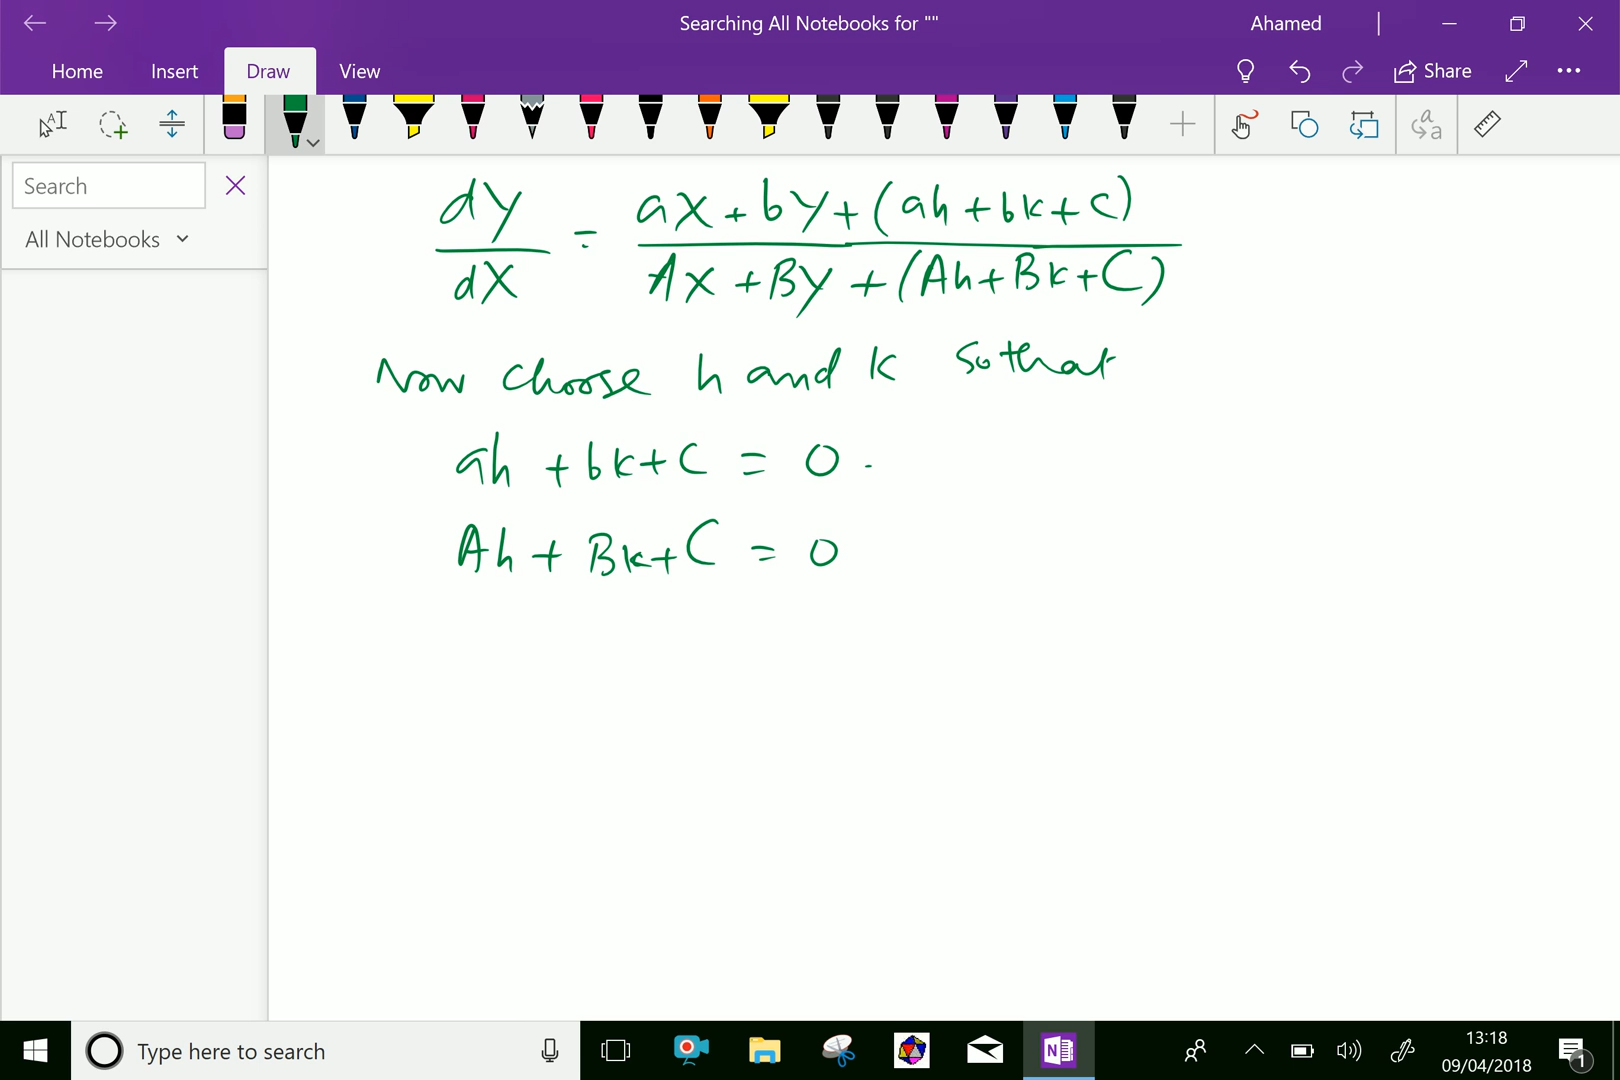 Searching All Notebooks for ""
Ahamed
Home Insert Draw View
Share
Search
All Notebooks
dy/dX = ax+by+(ah+bk+c)/Ax+By+(Ah+Bk+C)
Now choose h and k so that
ah + bk + c = 0.
Ah + Bk + C = 0
Type here to search
13:18
09/04/2018
1